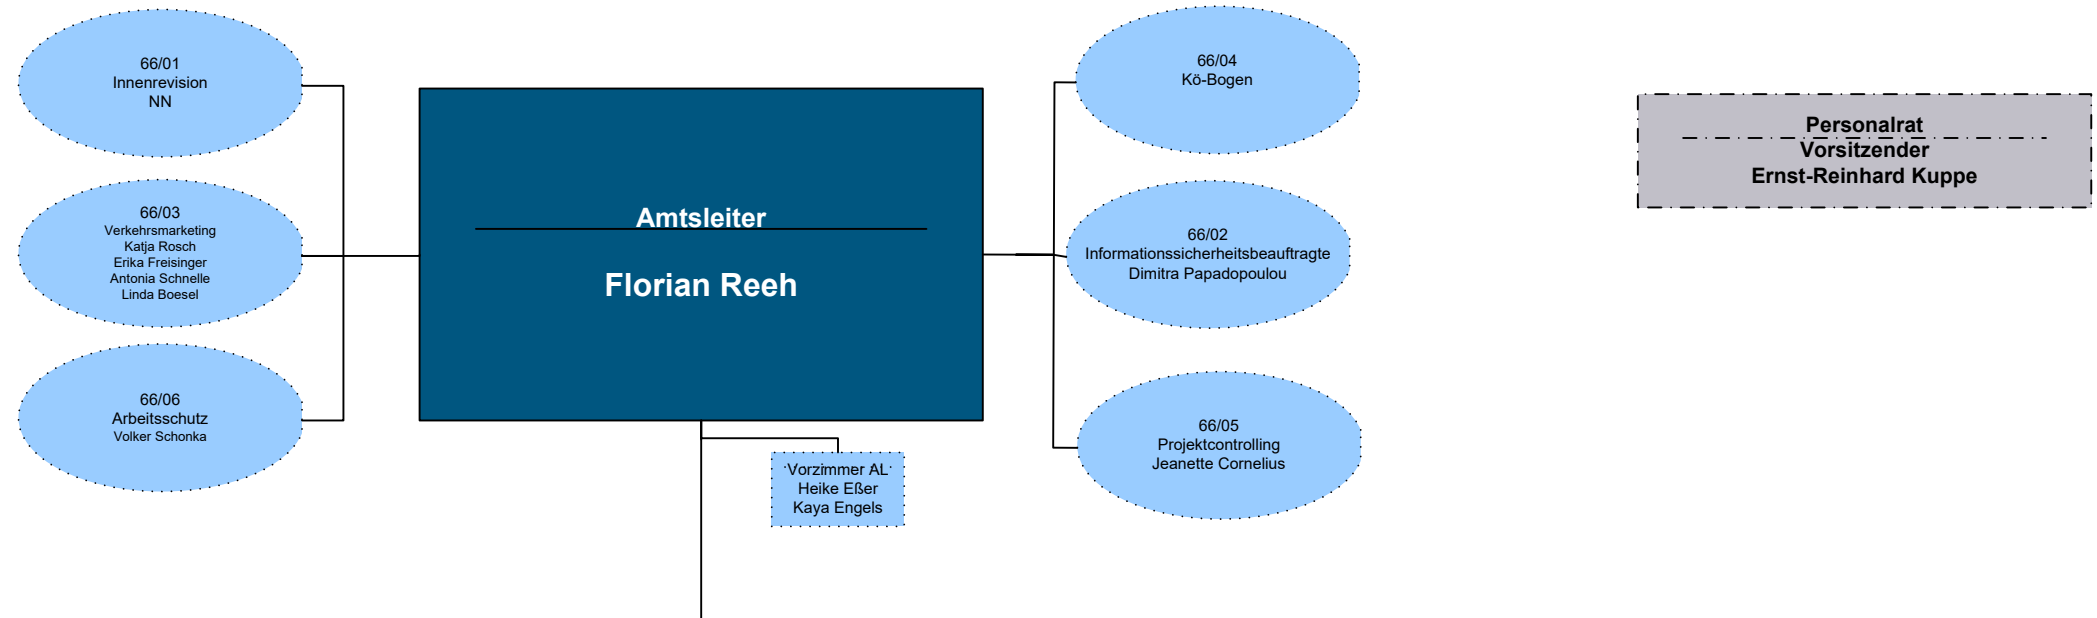 66/01
Innenrevision
NN
66/03
Verkehrsmarketing
Katja Rosch
Erika Freisinger
Antonia Schnelle
Linda Boesel
66/06
Arbeitsschutz
Volker Schonka
Amtsleiter
Florian Reeh
Vorzimmer AL
Heike Eßer
Kaya Engels
66/04
Kö-Bogen
66/02
Informationssicherheitsbeauftragte
Dimitra Papadopoulou
66/05
Projektcontrolling
Jeanette Cornelius
Personalrat
Vorsitzender
Ernst-Reinhard Kuppe